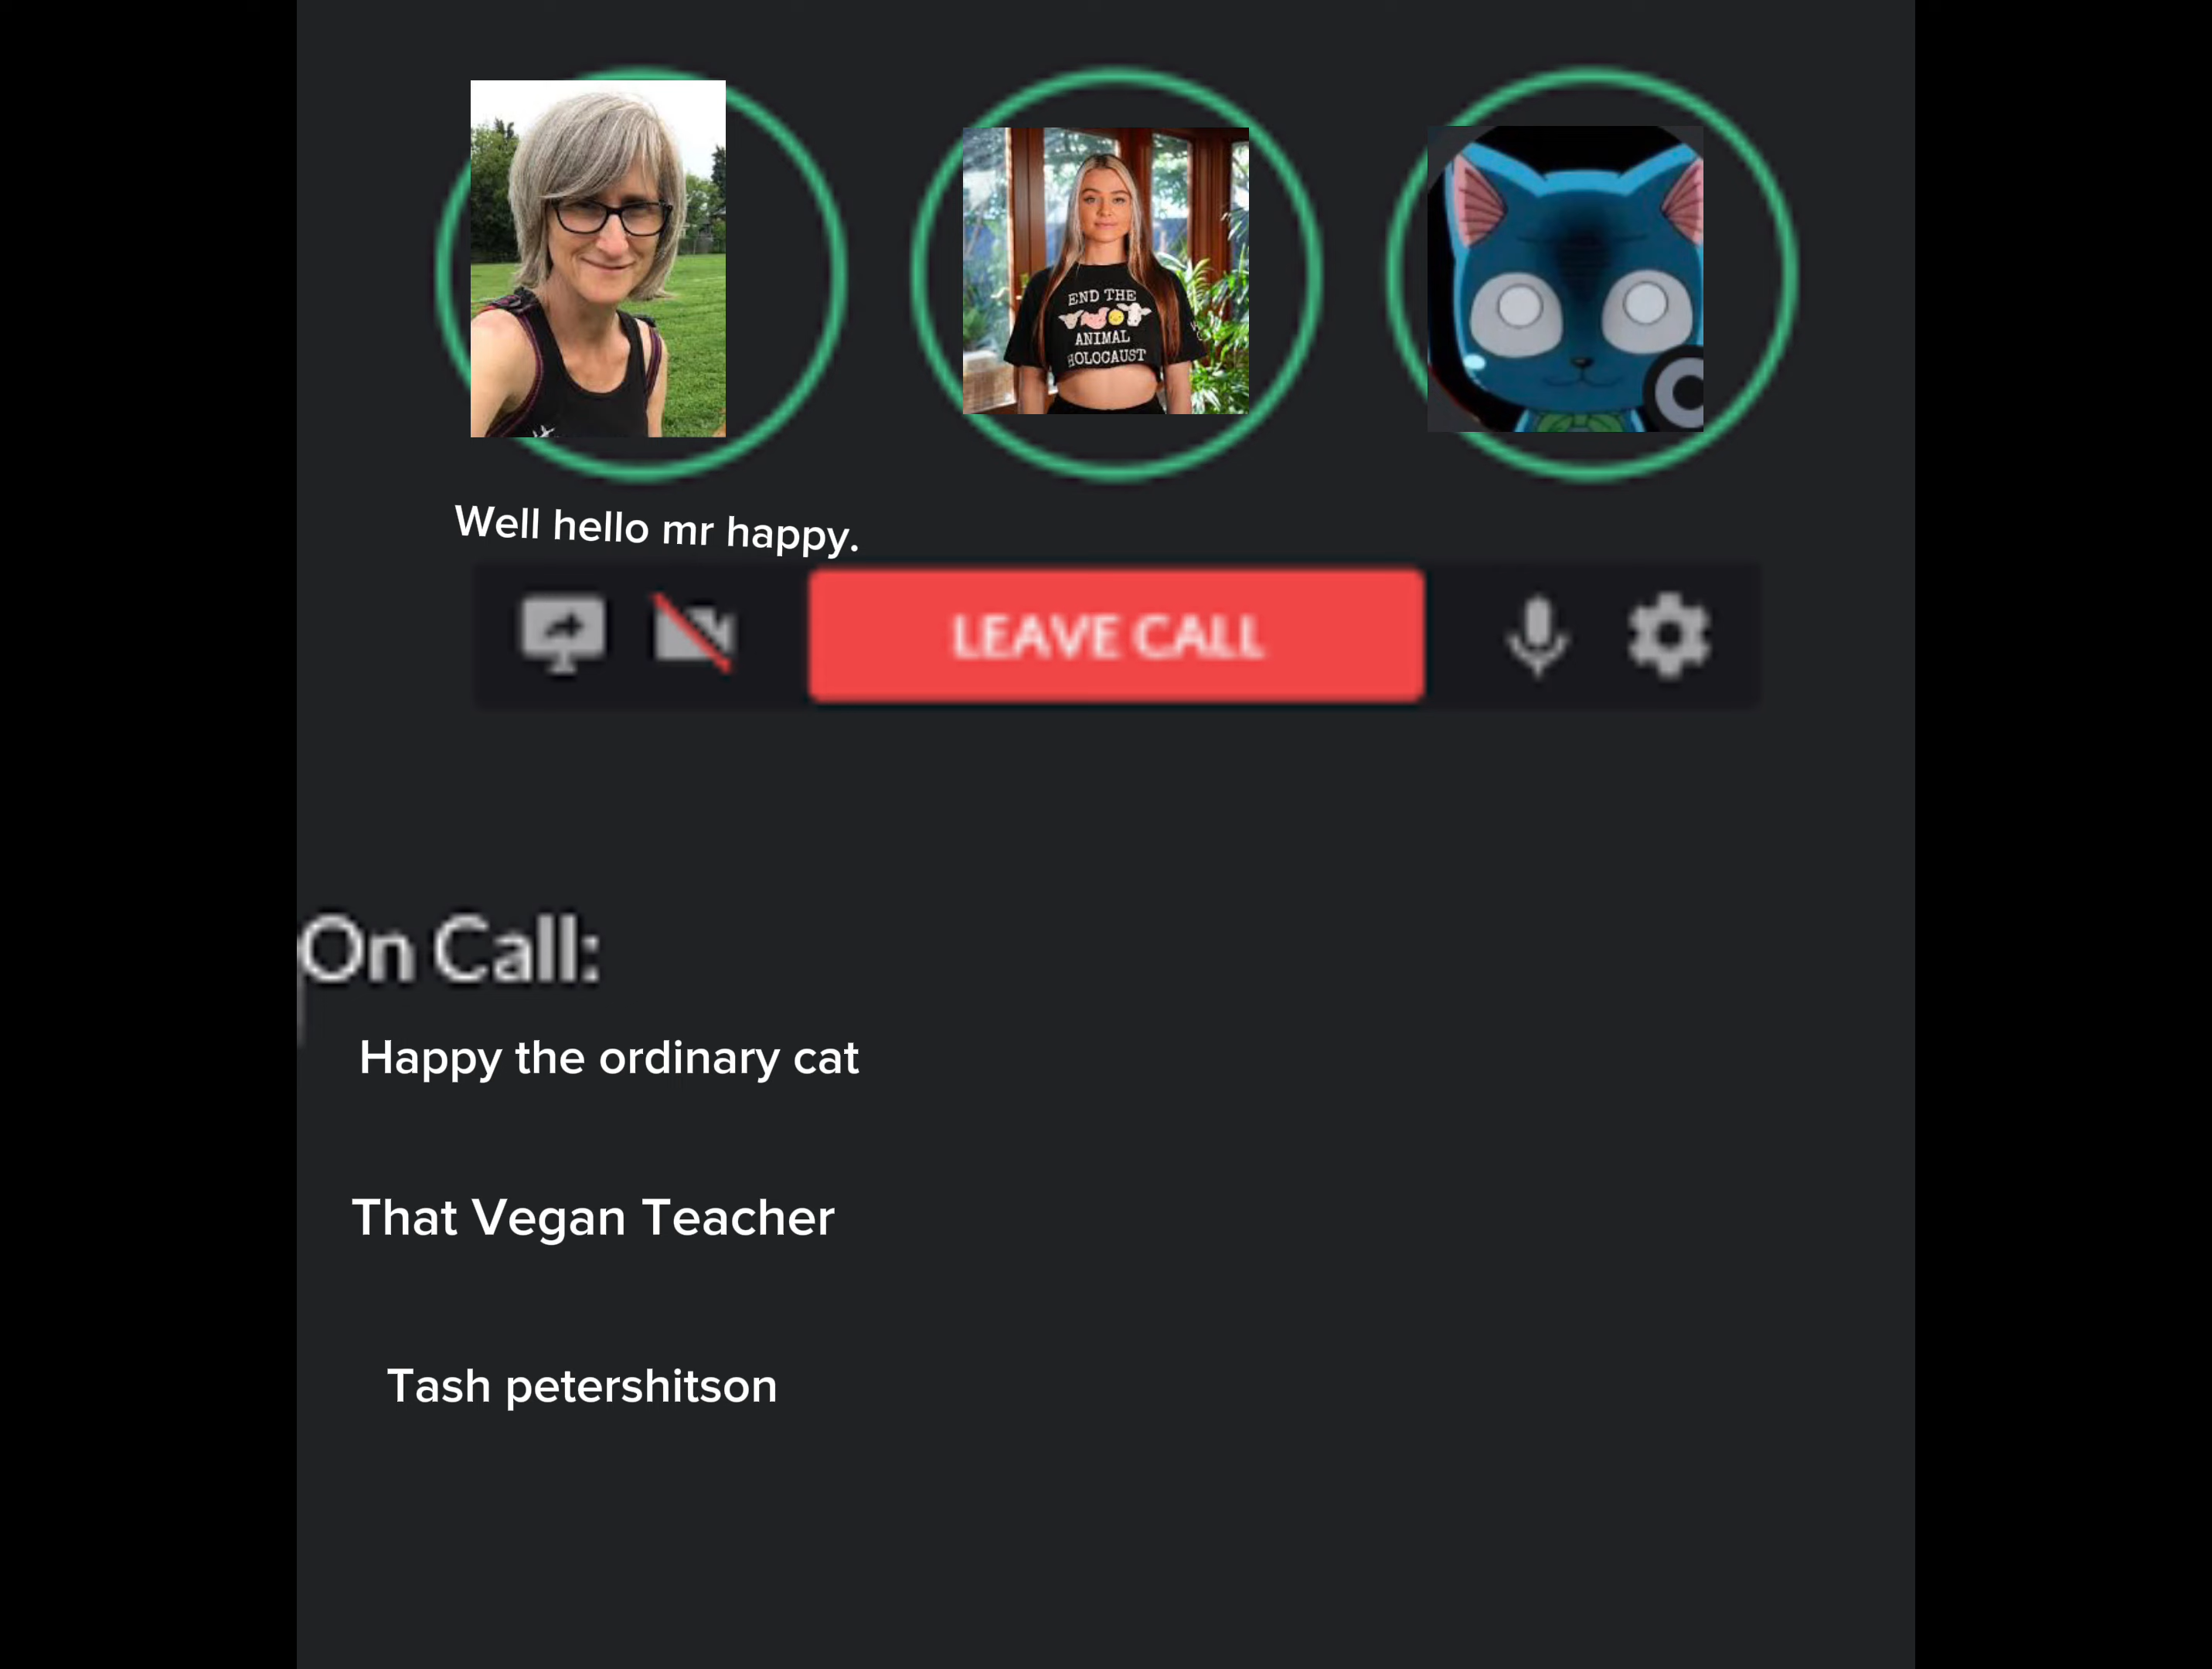 END THE
ANIMAL
HOLOCAUST
Well hello mr happy.
LEAVE CALL
On Call:
Happy the ordinary cat
That Vegan Teacher
Tash petershitson